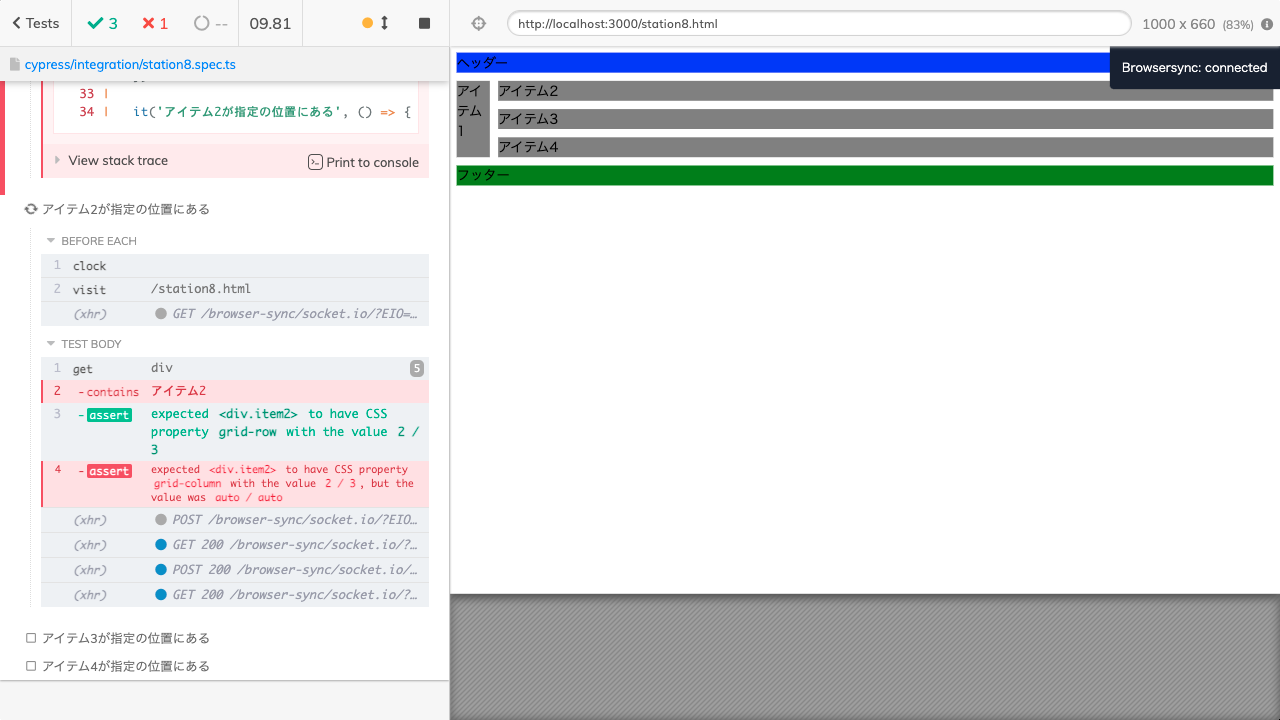 Tests
3
1
--
09.81
http://localhost:3000/station8.html
1000 x 660 (83%)
cypress/integration/station8.spec.ts
33 |
34 | it('アイテム2が指定の位置にある', () => {
View stack trace
Print to console
アイテム2が指定の位置にある
BEFORE EACH
1 clock
2 visit /station8.html
(xhr) GET /browser-sync/socket.io/?EIO=…
TEST BODY
1 get div 5
2 -contains アイテム2
3 -assert expected <div.item2> to have CSS
property grid-row with the value 2 /
3
4 -assert expected <div.item2> to have CSS property
grid-column with the value 2 / 3, but the
value was auto / auto
(xhr) POST /browser-sync/socket.io/?EIO…
(xhr) GET 200 /browser-sync/socket.io/?…
(xhr) POST 200 /browser-sync/socket.io/…
(xhr) GET 200 /browser-sync/socket.io/?…
アイテム3が指定の位置にある
アイテム4が指定の位置にある
ヘッダー
Browsersync: connected
アイ
テム
1
アイテム2
アイテム3
アイテム4
フッター